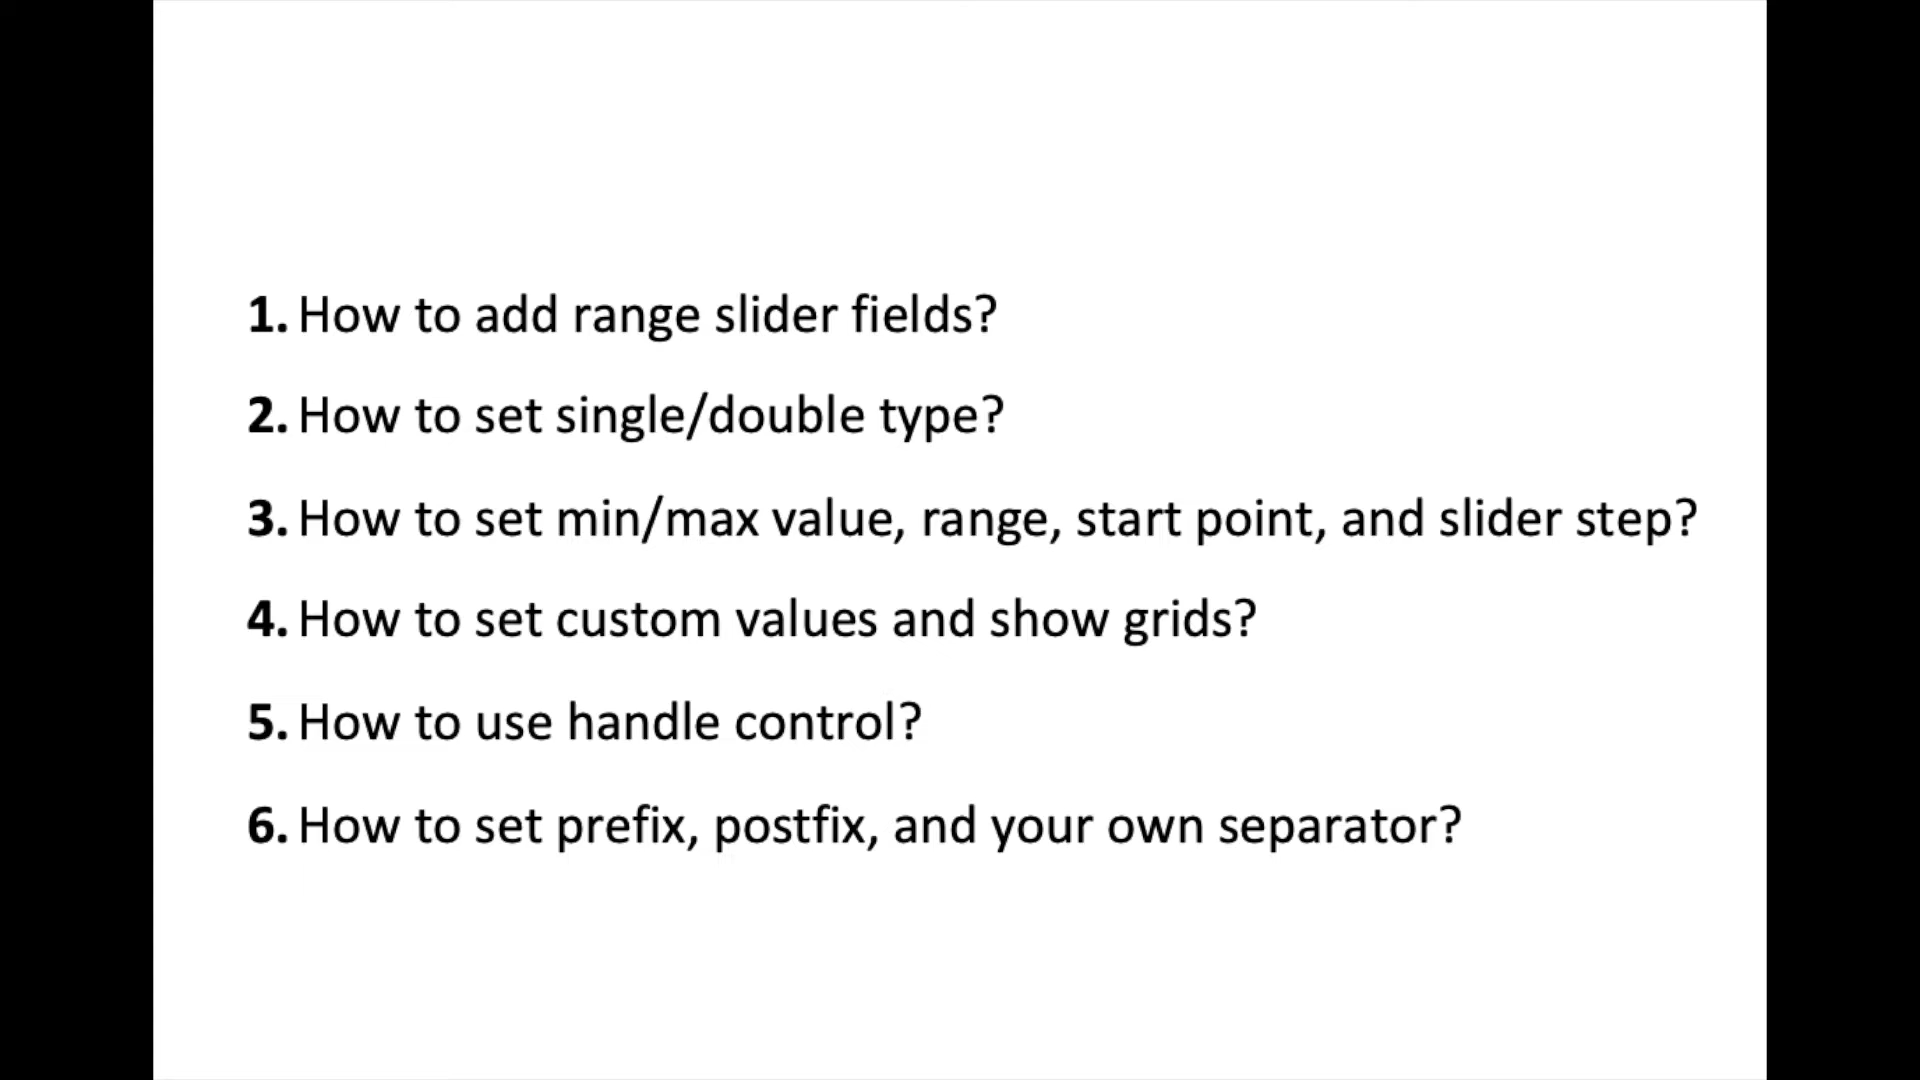 1. How to add range slider fields?
2. How to set single/double type?
3. How to set min/max value, range, start point, and slider step?
4. How to set custom values and show grids?
5. How to use handle control?
6. How to set prefix, postfix, and your own separator?